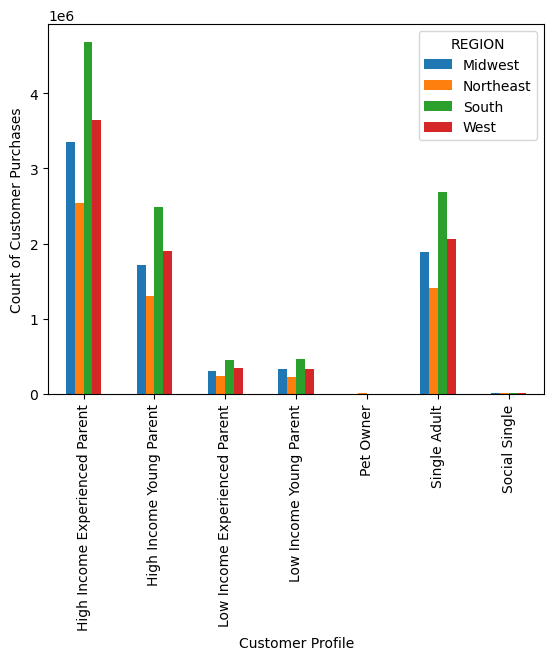 1e6
REGION
Midwest
Northeast
South
West
4
3
2
1
0
Count of Customer Purchases
High Income Experienced Parent
High Income Young Parent
Low Income Experienced Parent
Low Income Young Parent
Pet Owner
Single Adult
Social Single
Customer Profile